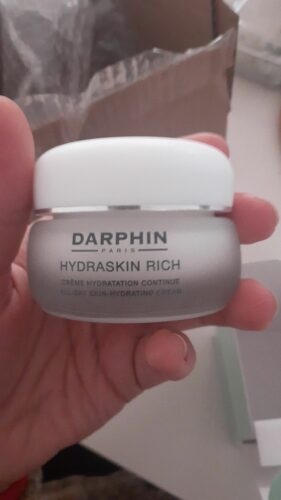 DARPHIN
PARIS
HYDRASKIN RICH
CRÈME HYDRATATION CONTINUE
ALL-DAY SKIN-HYDRATING CREAM